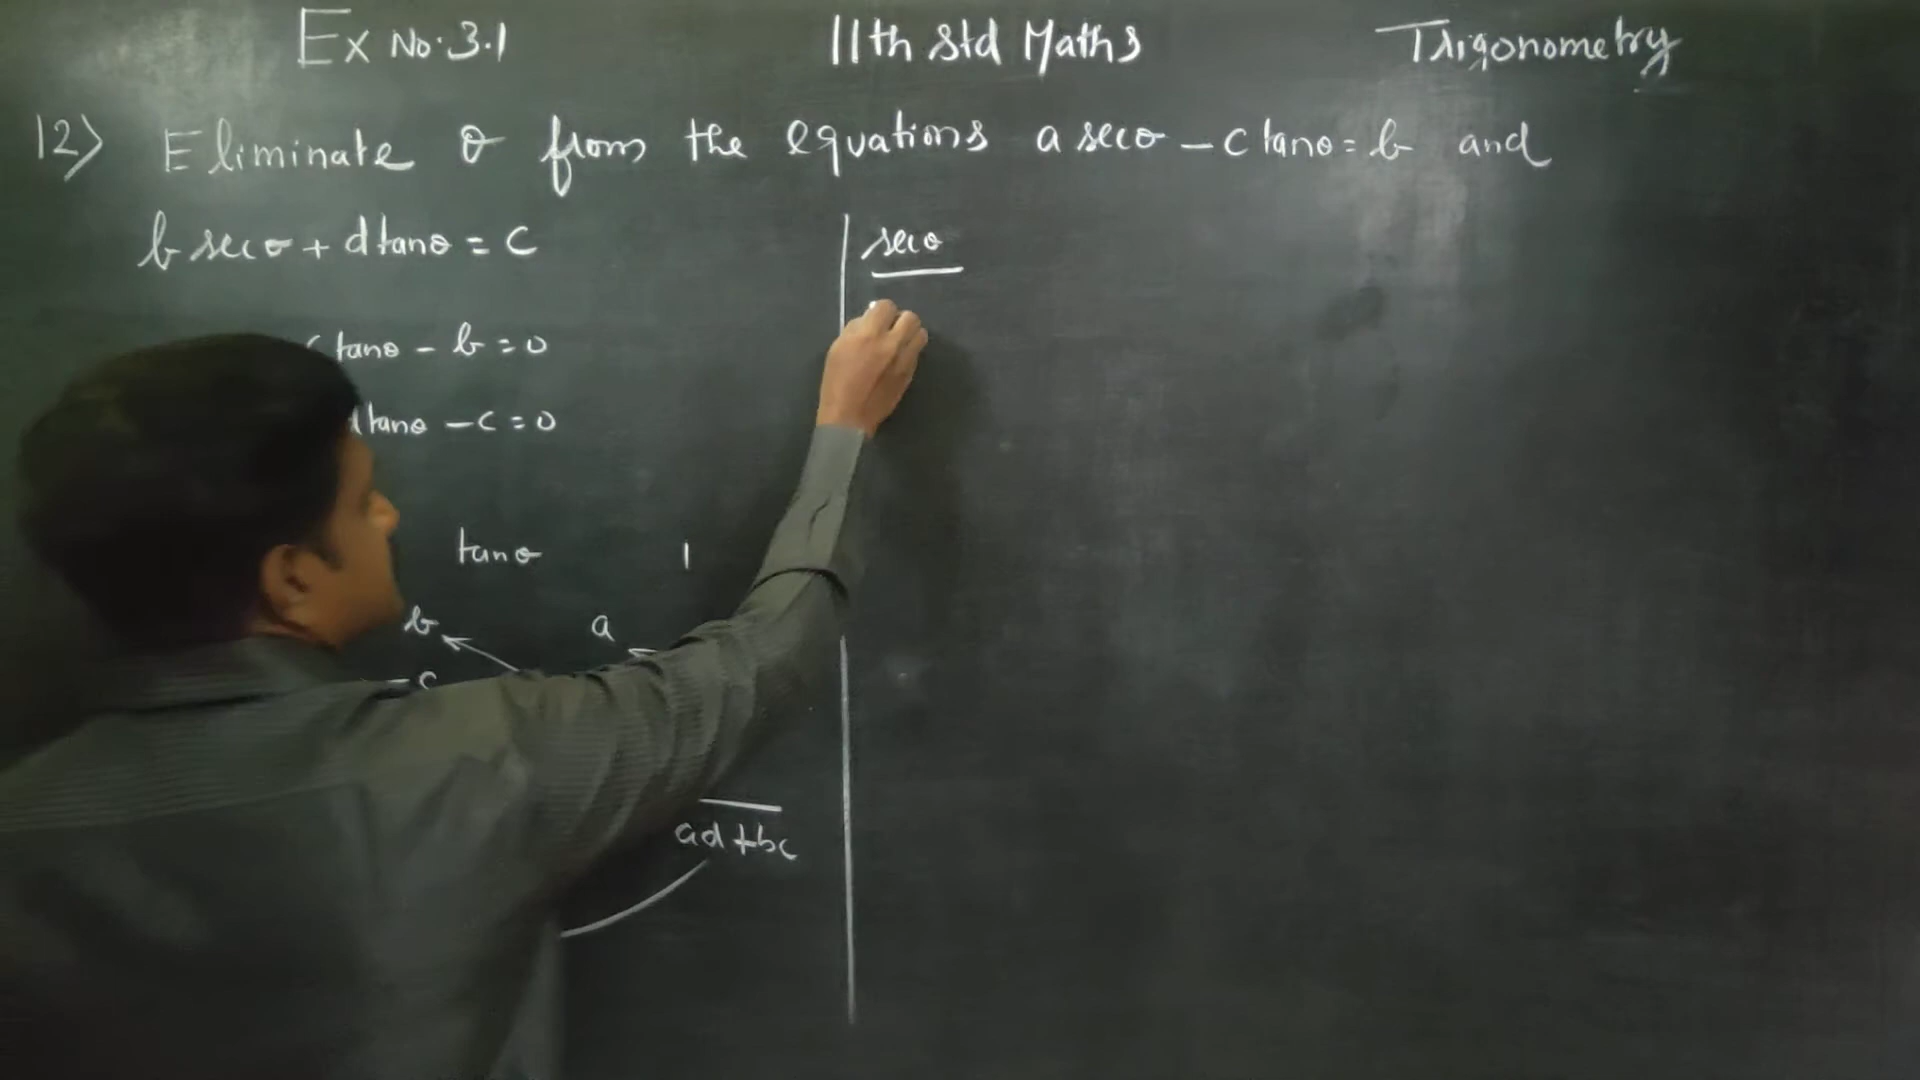 Ex No: 3.1
11th Std Maths
Trigonometry
12) Eliminate θ from the equations a secθ - c tanθ = b and
b secθ + d tanθ = c
tanθ - b = 0
dtanθ - c = 0
tanθ 1
b a
- c
ad+bc
secθ